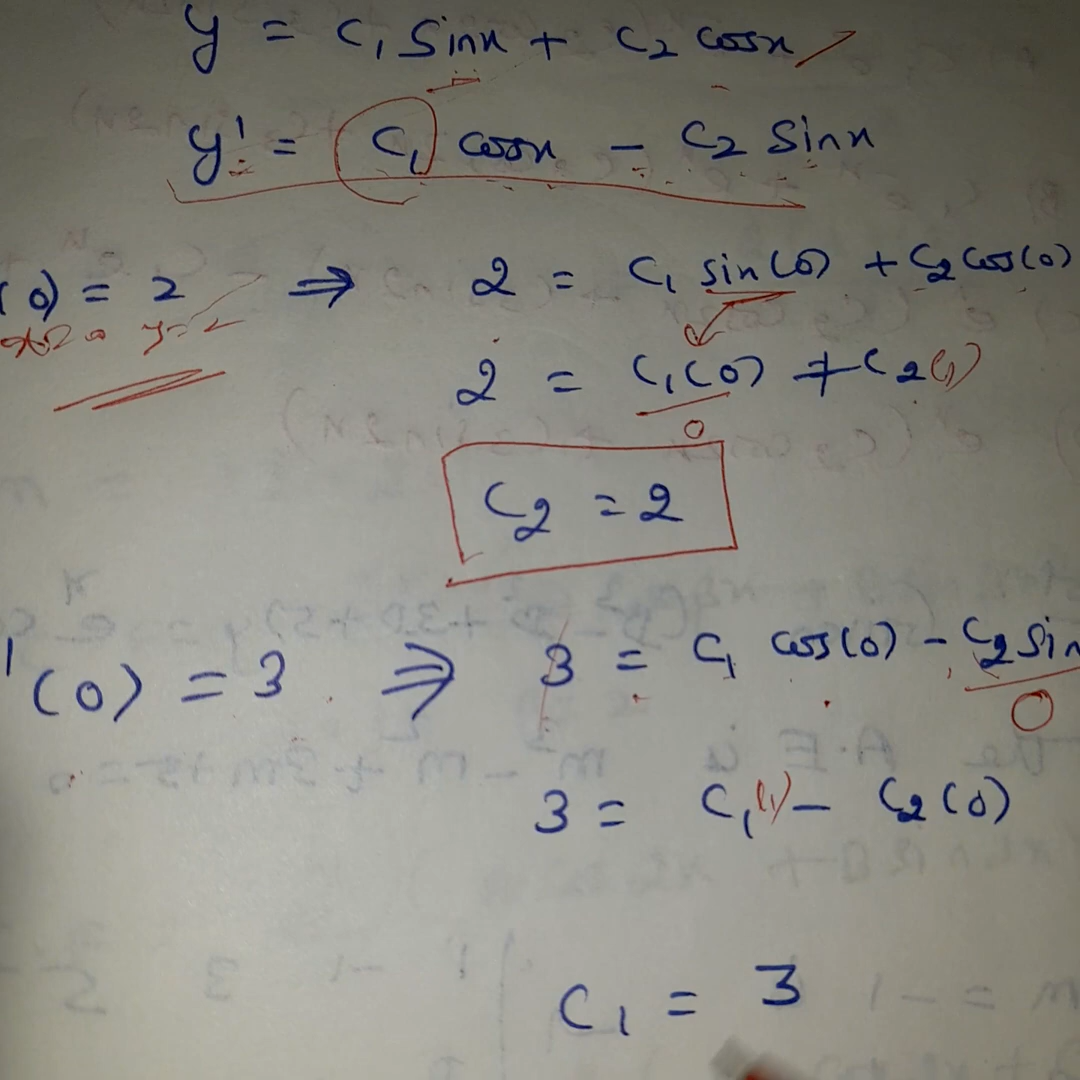 y = C₁ Sinx + C₂ cosx
y' = C₁ cosx - C₂ Sinx
(0) = 2 ⇒ 2 = C₁ sin(0) + C₂ cos(0)
x=0 y=2
2 = C₁(0) + C₂(1)
0
C₂ = 2
'(0) = 3 ⇒ 3 = C₁ cos(0) - C₂ sin
0
3 = C₁(1) - C₂(0)
C₁ = 3